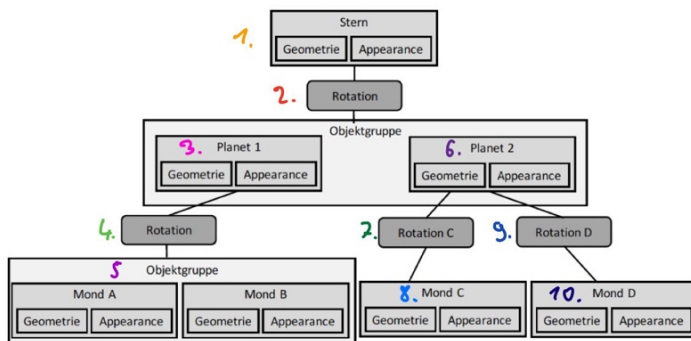 1. Stern
Geometrie Appearance
2. Rotation
Objektgruppe
3. Planet 1
Geometrie Appearance
6. Planet 2
Geometrie Appearance
4. Rotation
7. Rotation C
9. Rotation D
5 Objektgruppe
Mond A
Geometrie Appearance
Mond B
Geometrie Appearance
8. Mond C
Geometrie Appearance
10. Mond D
Geometrie Appearance